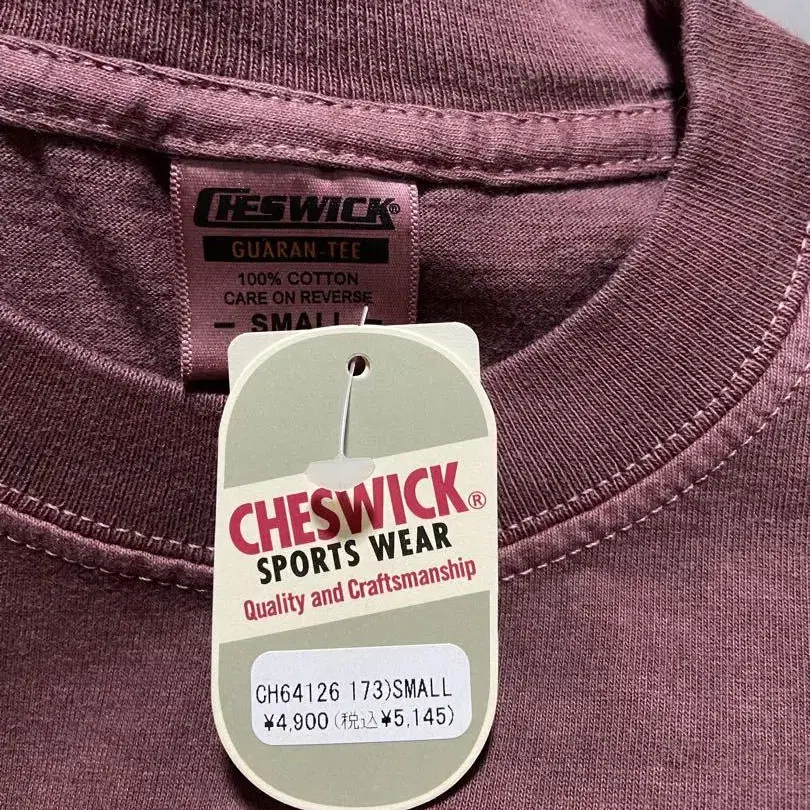 CHESWICK®
GUARAN-TEE
100% COTTON
CARE ON REVERSE
– SMALL –
CHESWICK®
SPORTS WEAR
Quality and Craftsmanship
CH64126 173)SMALL
¥4,900(税込¥5,145)